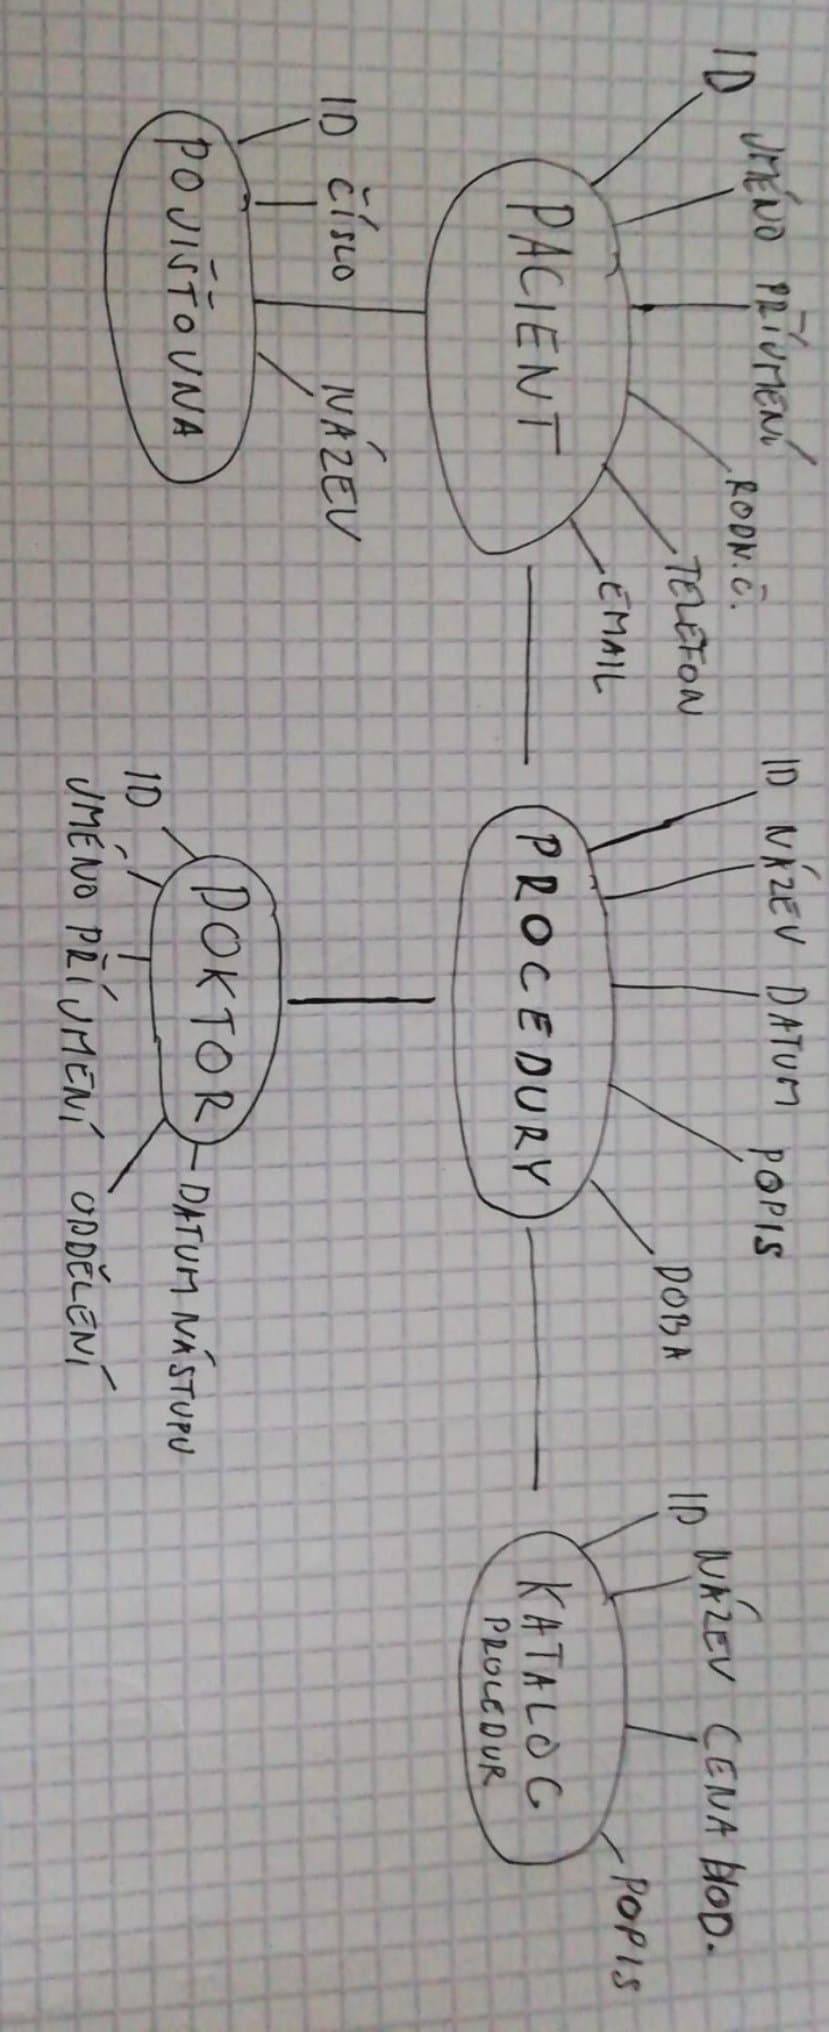 ID JMÉNO PŘÍJMENÍ
RODN.Č.
TELEFON
EMAIL
PACIENT
ID NÁZEV DATUM POPIS
DOBA
PROCEDURY
ID NÁZEV CENA HOD.
POPIS
KATALOG
PROCEDUR
ID ČÍSLO NÁZEV
POJIŠŤOVNA
DOKTOR
DATUM NÁSTUPU
ID
JMÉNO PŘÍJMENÍ ODDĚLENÍ